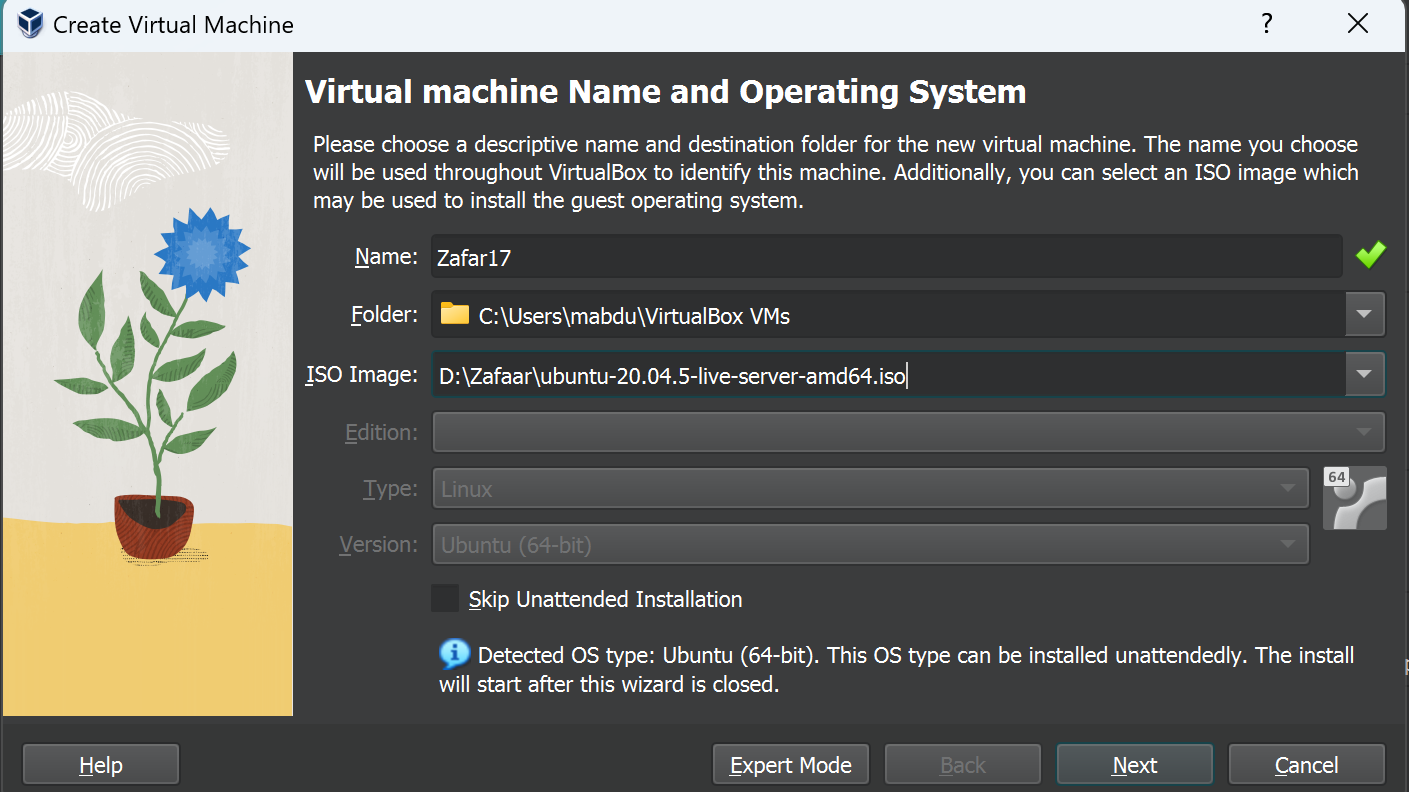 Create Virtual Machine
?
Virtual machine Name and Operating System
Please choose a descriptive name and destination folder for the new virtual machine. The name you choose
will be used throughout VirtualBox to identify this machine. Additionally, you can select an ISO image which
may be used to install the guest operating system.
Name: Zafar17
Folder: C:\Users\mabdu\VirtualBox VMs
ISO Image: D:\Zafaar\ubuntu-20.04.5-live-server-amd64.iso
Edition:
Type: Linux
64
Version: Ubuntu (64-bit)
Skip Unattended Installation
Detected OS type: Ubuntu (64-bit). This OS type can be installed unattendedly. The install
will start after this wizard is closed.
Help Expert Mode Back Next Cancel